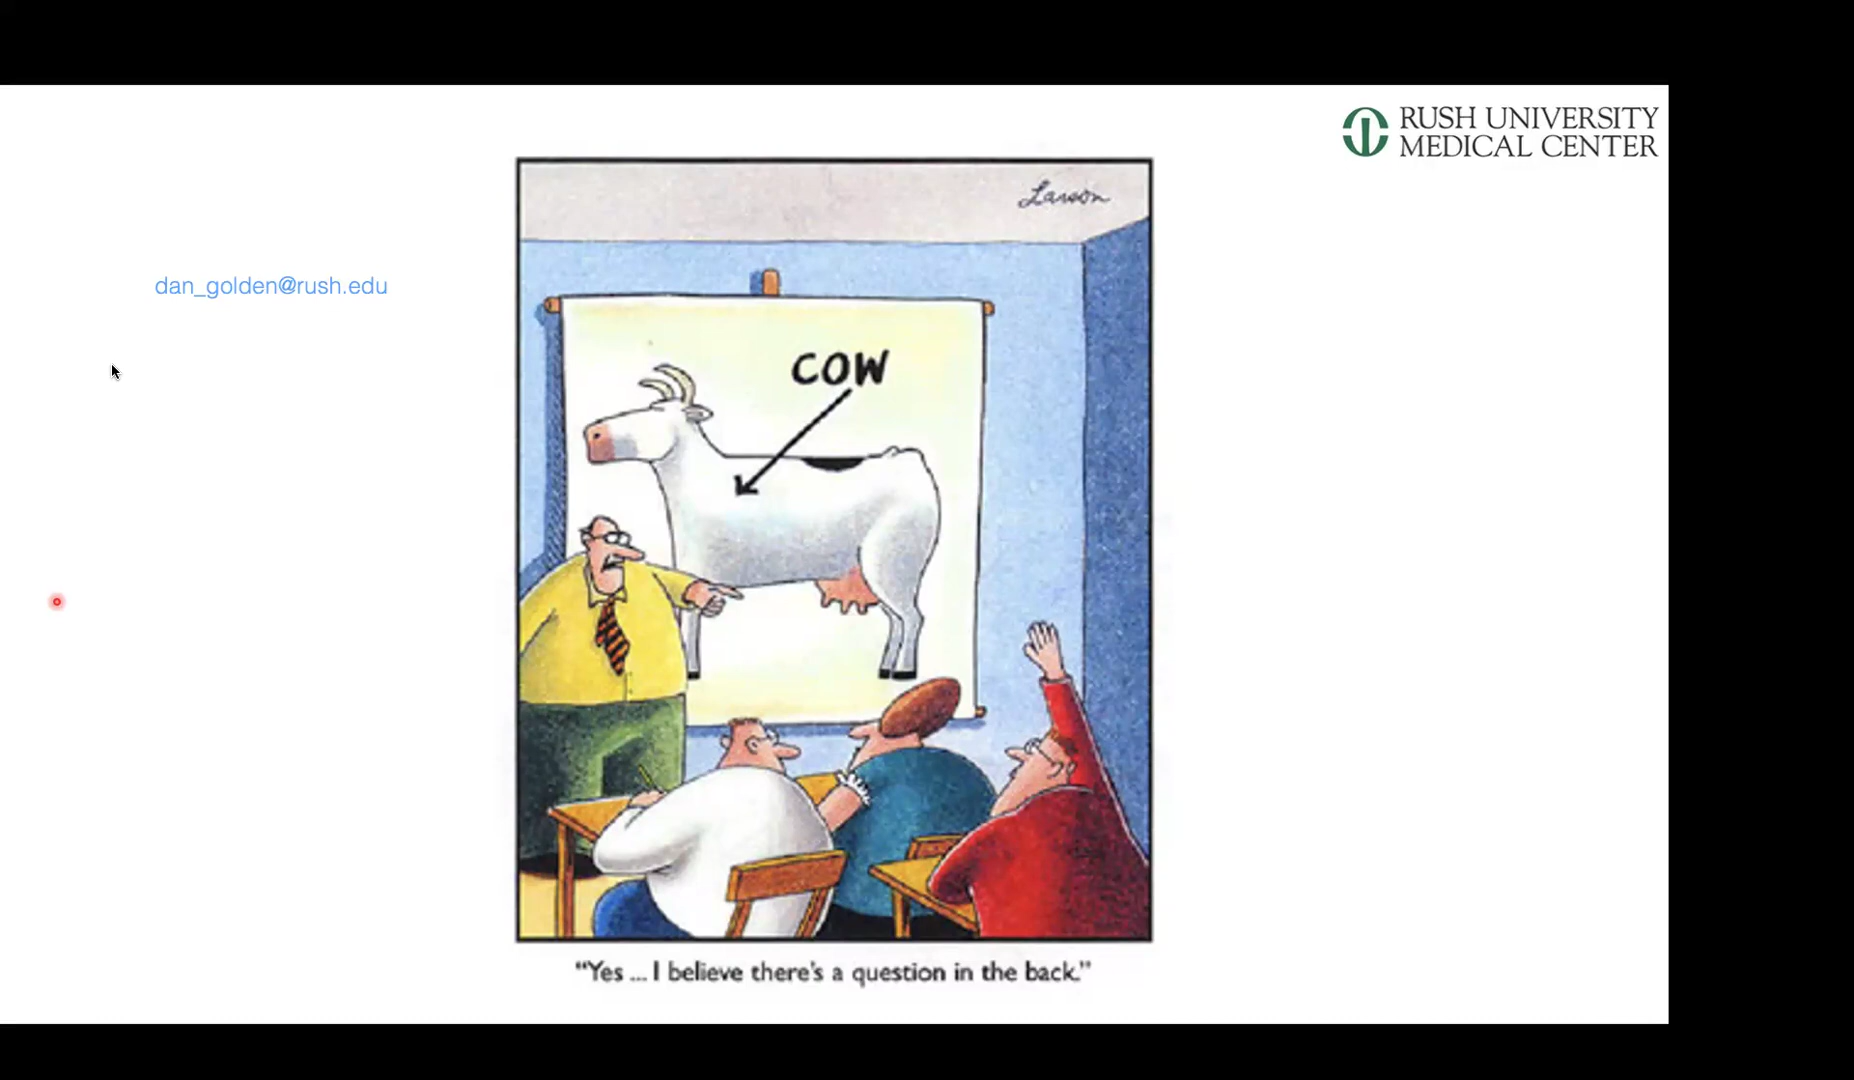 RUSH UNIVERSITY
MEDICAL CENTER
Larson
dan_golden@rush.edu
COW
“Yes ... I believe there's a question in the back.”